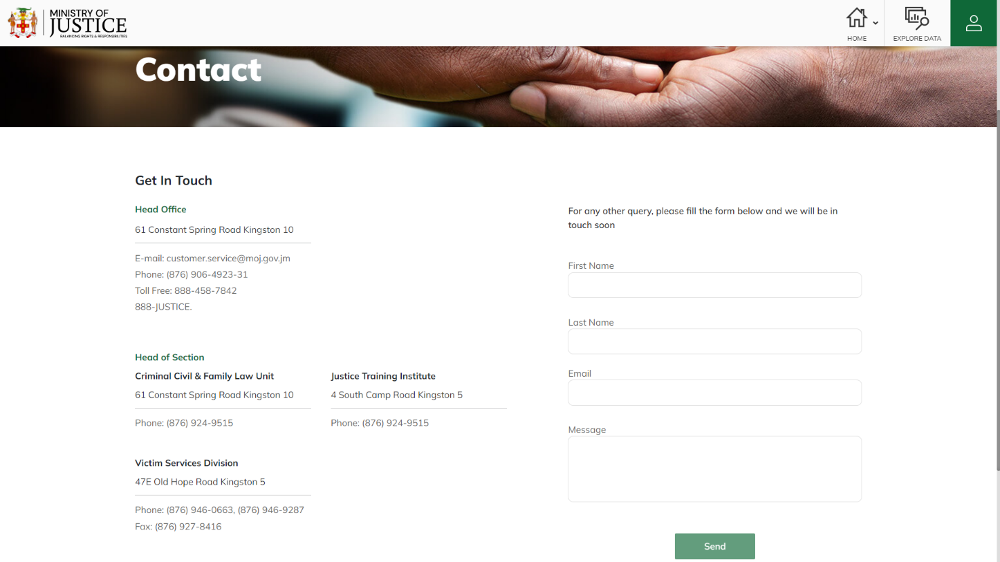 MINISTRY OF
JUSTICE
BALANCING RIGHTS & RESPONSIBILITIES
HOME
EXPLORE DATA
Contact
Get In Touch
Head Office
61 Constant Spring Road Kingston 10
E-mail: customer.service@moj.gov.jm
Phone: (876) 906-4923-31
Toll Free: 888-458-7842
888-JUSTICE.
Head of Section
Criminal Civil & Family Law Unit
61 Constant Spring Road Kingston 10
Phone: (876) 924-9515
Justice Training Institute
4 South Camp Road Kingston 5
Phone: (876) 924-9515
Victim Services Division
47E Old Hope Road Kingston 5
Phone: (876) 946-0663, (876) 946-9287
Fax: (876) 927-8416
For any other query, please fill the form below and we will be in
touch soon
First Name
Last Name
Email
Message
Send